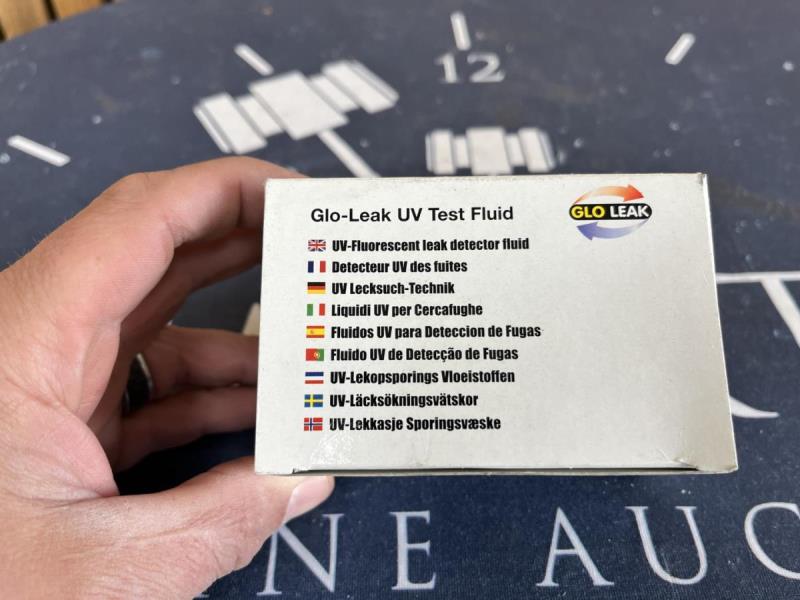 12
Glo-Leak UV Test Fluid
GLO LEAK
UV-Fluorescent leak detector fluid
Detecteur UV des fuites
UV Lecksuch-Technik
Liquidi UV per Cercafughe
Fluidos UV para Deteccion de Fugas
Fluido UV de Detecção de Fugas
UV-Lekopsporings Vloeistoffen
UV-Läcksökningsvätskor
UV-Lekkasje Sporingsvæske